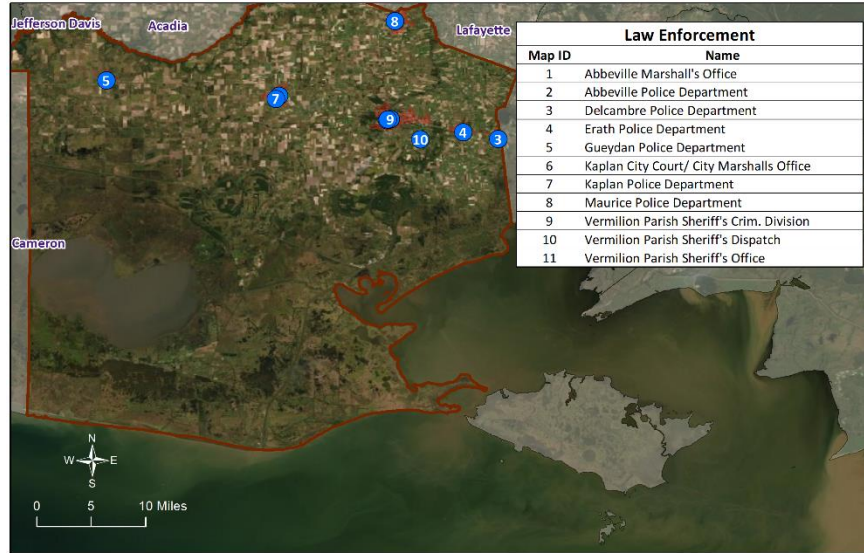 Jefferson Davis
Acadia
Lafayette
Cameron
8
5
7
9
10
4
3
Law Enforcement
Map ID Name
1 Abbeville Marshall's Office
2 Abbeville Police Department
3 Delcambre Police Department
4 Erath Police Department
5 Gueydan Police Department
6 Kaplan City Court/ City Marshalls Office
7 Kaplan Police Department
8 Maurice Police Department
9 Vermilion Parish Sheriff's Crim. Division
10 Vermilion Parish Sheriff's Dispatch
11 Vermilion Parish Sheriff's Office
N
W E
S
0 5 10 Miles